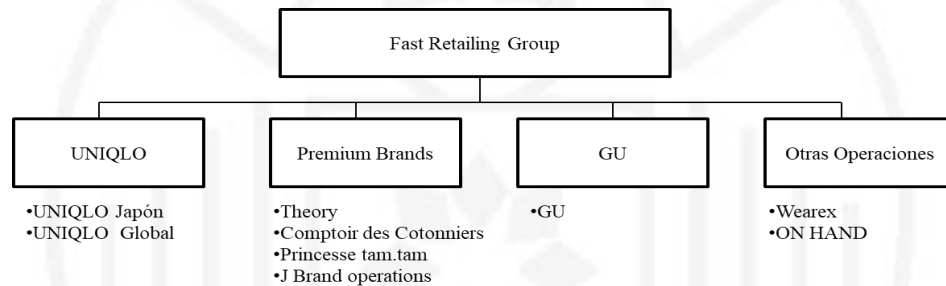 Fast Retailing Group
UNIQLO
Premium Brands
GU
Otras Operaciones
•UNIQLO Japón
•UNIQLO Global
•Theory
•Comptoir des Cotonniers
•Princesse tam.tam
•J Brand operations
•GU
•Wearex
•ON HAND